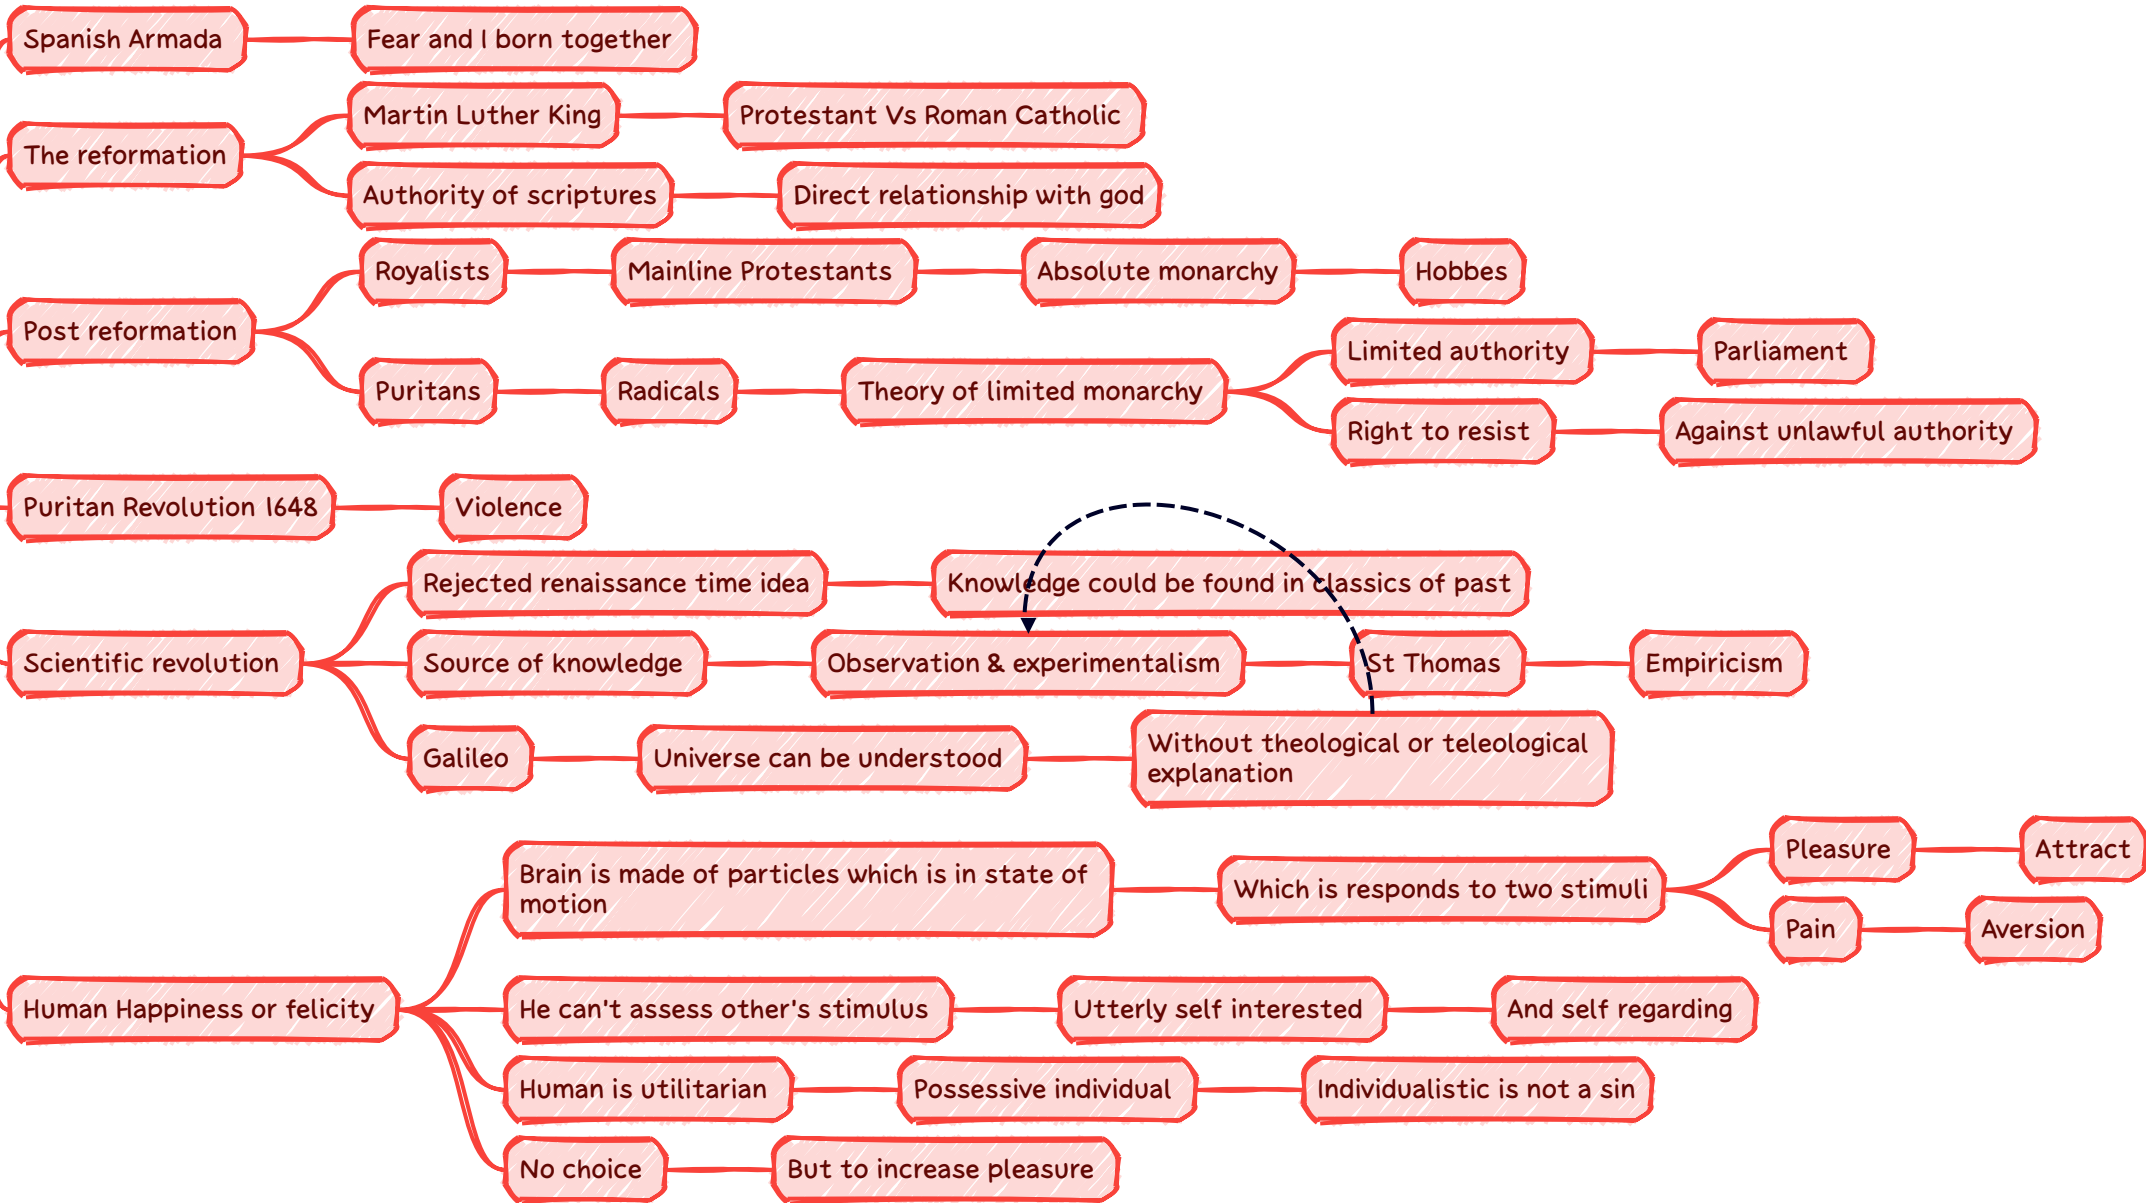 Spanish Armada
Fear and I born together
The reformation
Martin Luther King
Protestant Vs Roman Catholic
Authority of scriptures
Direct relationship with god
Post reformation
Royalists
Mainline Protestants
Absolute monarchy
Hobbes
Puritans
Radicals
Theory of limited monarchy
Limited authority
Parliament
Right to resist
Against unlawful authority
Puritan Revolution 1648
Violence
Scientific revolution
Rejected renaissance time idea
Knowledge could be found in classics of past
Source of knowledge
Observation & experimentalism
St Thomas
Empiricism
Galileo
Universe can be understood
Without theological or teleological
explanation
Human Happiness or felicity
Brain is made of particles which is in state of
motion
Which is responds to two stimuli
Pleasure
Attract
Pain
Aversion
He can't assess other's stimulus
Utterly self interested
And self regarding
Human is utilitarian
Possessive individual
Individualistic is not a sin
No choice
But to increase pleasure